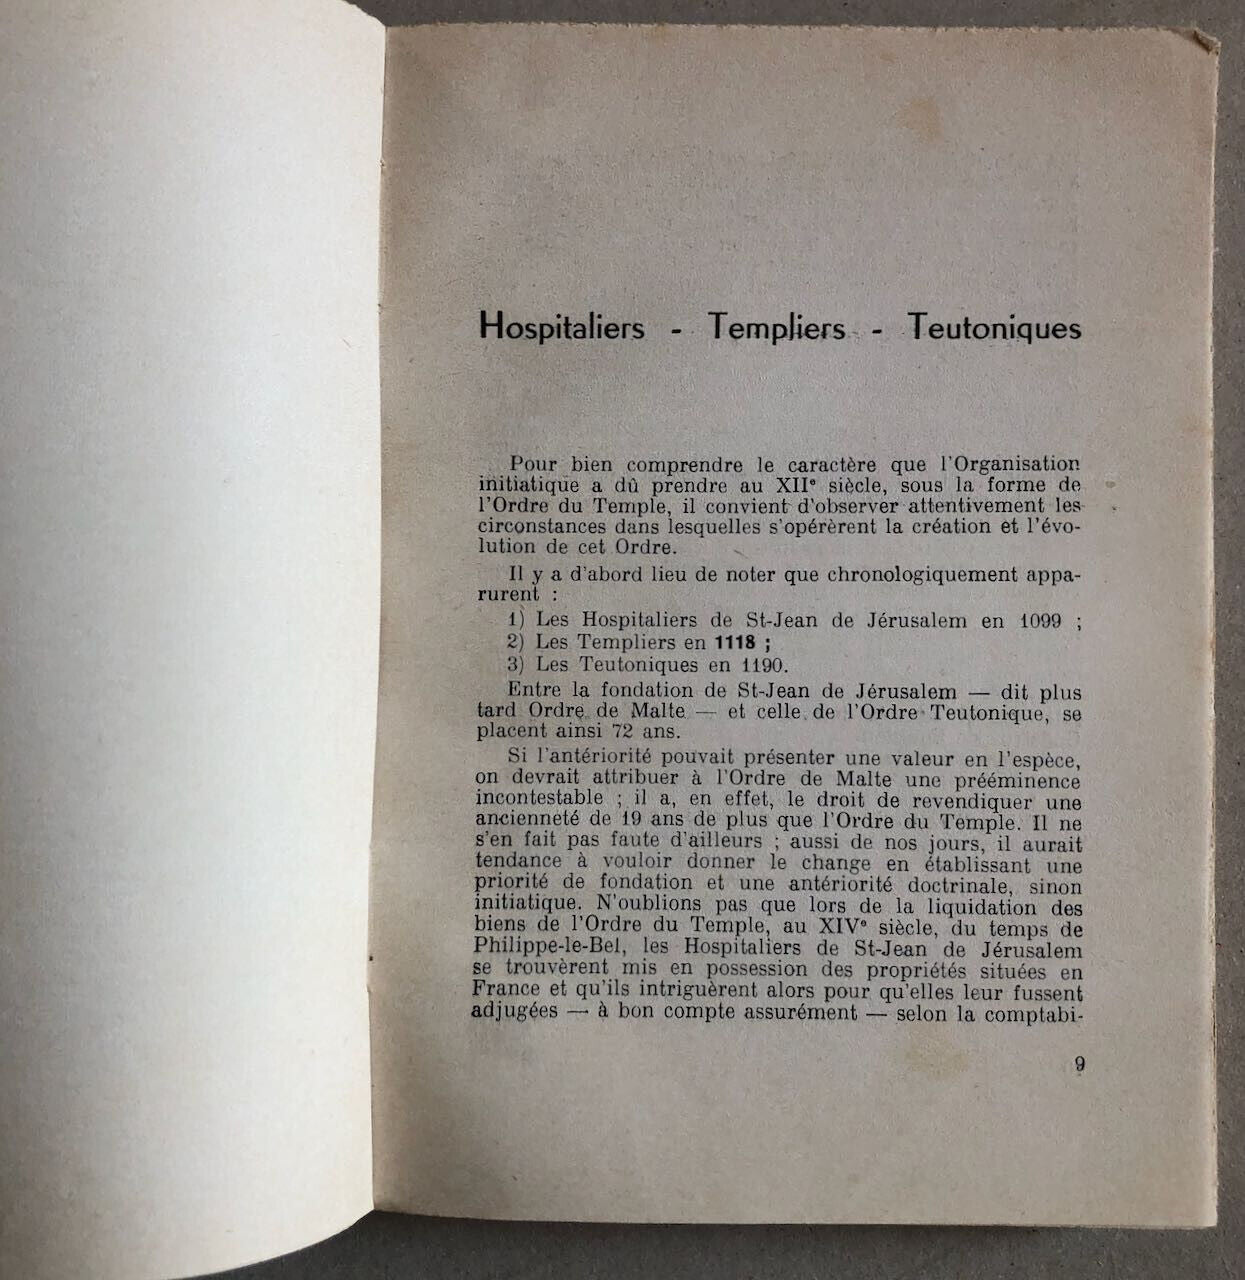 Hospitaliers - Templiers - Teutoniques
Pour bien comprendre le caractère que l'Organisation
initiatique a dû prendre au XIIe siècle, sous la forme de
l'Ordre du Temple, il convient d'observer attentivement les
circonstances dans lesquelles s'opérèrent la création et l'évo-
lution de cet Ordre.
Il y a d'abord lieu de noter que chronologiquement appa-
rurent :
1) Les Hospitaliers de St-Jean de Jérusalem en 1099 ;
2) Les Templiers en 1118 ;
3) Les Teutoniques en 1190.
Entre la fondation de St-Jean de Jérusalem — dit plus
tard Ordre de Malte — et celle de l'Ordre Teutonique, se
placent ainsi 72 ans.
Si l'antériorité pouvait présenter une valeur en l'espèce,
on devrait attribuer à l'Ordre de Malte une prééminence
incontestable ; il a, en effet, le droit de revendiquer une
ancienneté de 19 ans de plus que l'Ordre du Temple. Il ne
s'en fait pas faute d'ailleurs ; aussi de nos jours, il aurait
tendance à vouloir donner le change en établissant une
priorité de fondation et une antériorité doctrinale, sinon
initiatique. N'oublions pas que lors de la liquidation des
biens de l'Ordre du Temple, au XIVe siècle, du temps de
Philippe-le-Bel, les Hospitaliers de St-Jean de Jérusalem
se trouvèrent mis en possession des propriétés situées en
France et qu'ils intriguèrent alors pour qu'elles leur fussent
adjugées — à bon compte assurément — selon la comptabi-
9